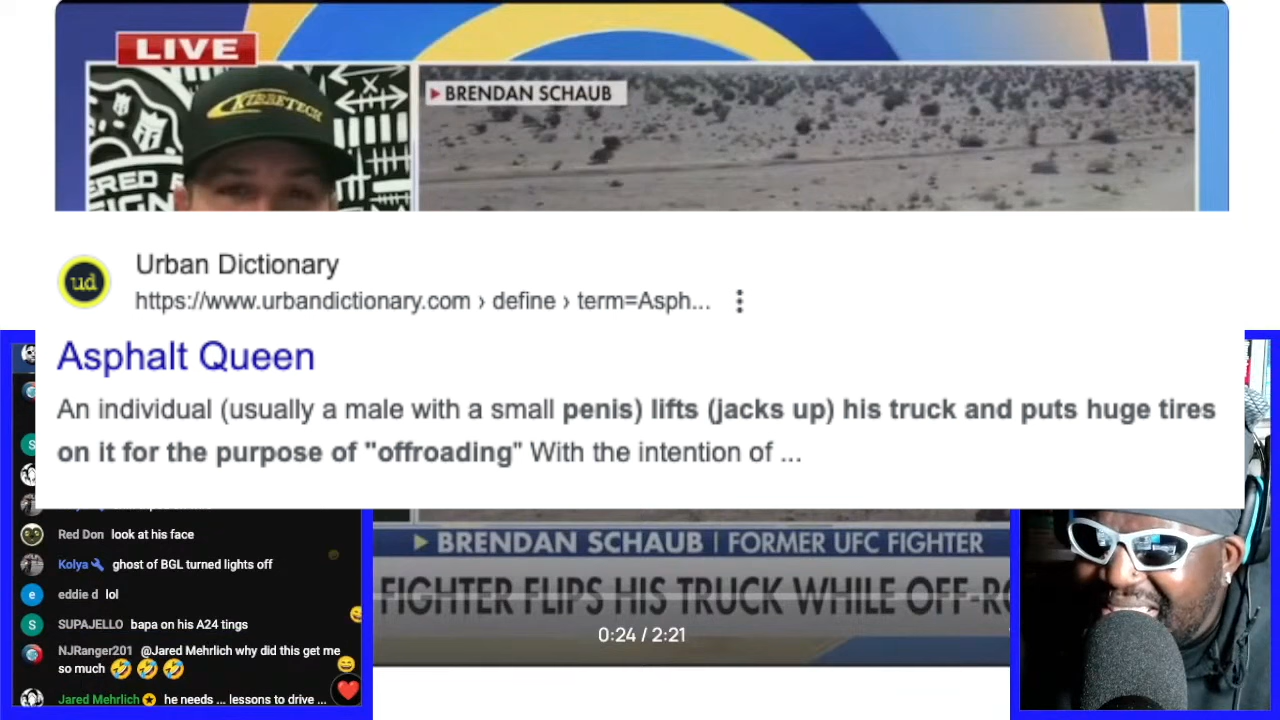 LIVE
KIBBETECH
BRENDAN SCHAUB
Urban Dictionary
https://www.urbandictionary.com › define › term=Asph...
Asphalt Queen
An individual (usually a male with a small penis) lifts (jacks up) his truck and puts huge tires
on it for the purpose of "offroading" With the intention of ...
Red Don look at his face
Kolya ghost of BGL turned lights off
eddie d lol
SUPAJELLO bapa on his A24 tings
NJRanger201 @Jared Mehrlich why did this get me
so much 🤣 🤣 🤣
Jared Mehrlich he needs ... lessons to drive ...
BRENDAN SCHAUB | FORMER UFC FIGHTER
FIGHTER FLIPS HIS TRUCK WHILE OFF-RO
0:24 / 2:21